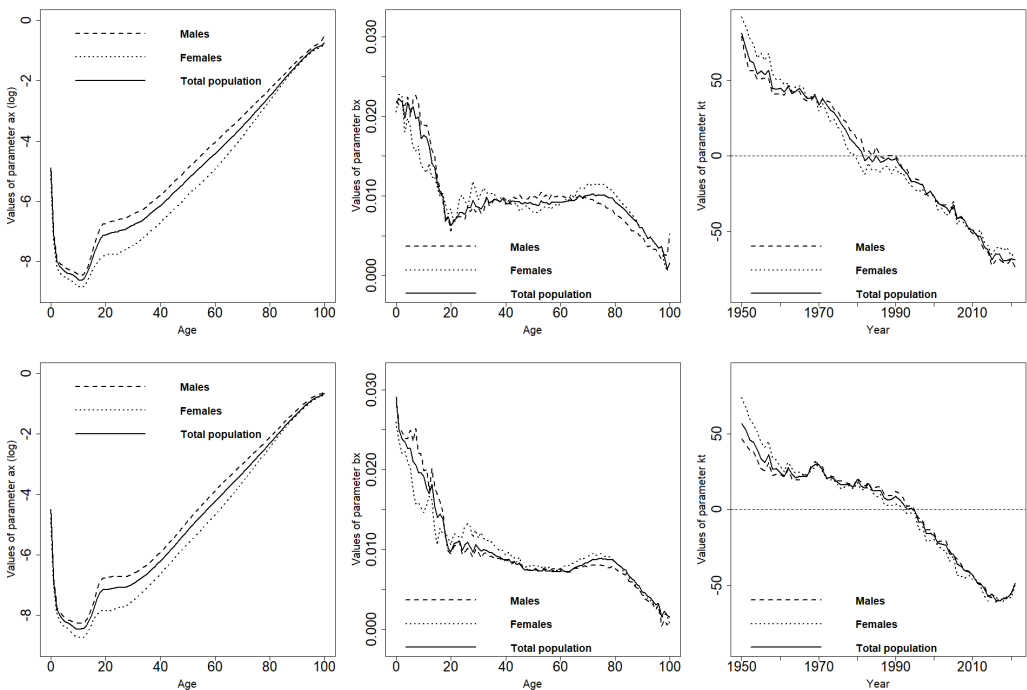 Values of parameter ax (log)
0
-2
-4
-6
-8
Males
Females
Total population
0 20 40 60 80 100
Age
Values of parameter bx
0.030
0.020
0.010
0.000
Males
Females
Total population
0 20 40 60 80 100
Age
Values of parameter kt
50
0
-50
Males
Females
Total population
1950 1970 1990 2010
Year
Values of parameter ax (log)
0
-2
-4
-6
-8
Males
Females
Total population
0 20 40 60 80 100
Age
Values of parameter bx
0.030
0.020
0.010
0.000
Males
Females
Total population
0 20 40 60 80 100
Age
Values of parameter kt
50
0
-50
Males
Females
Total population
1950 1970 1990 2010
Year